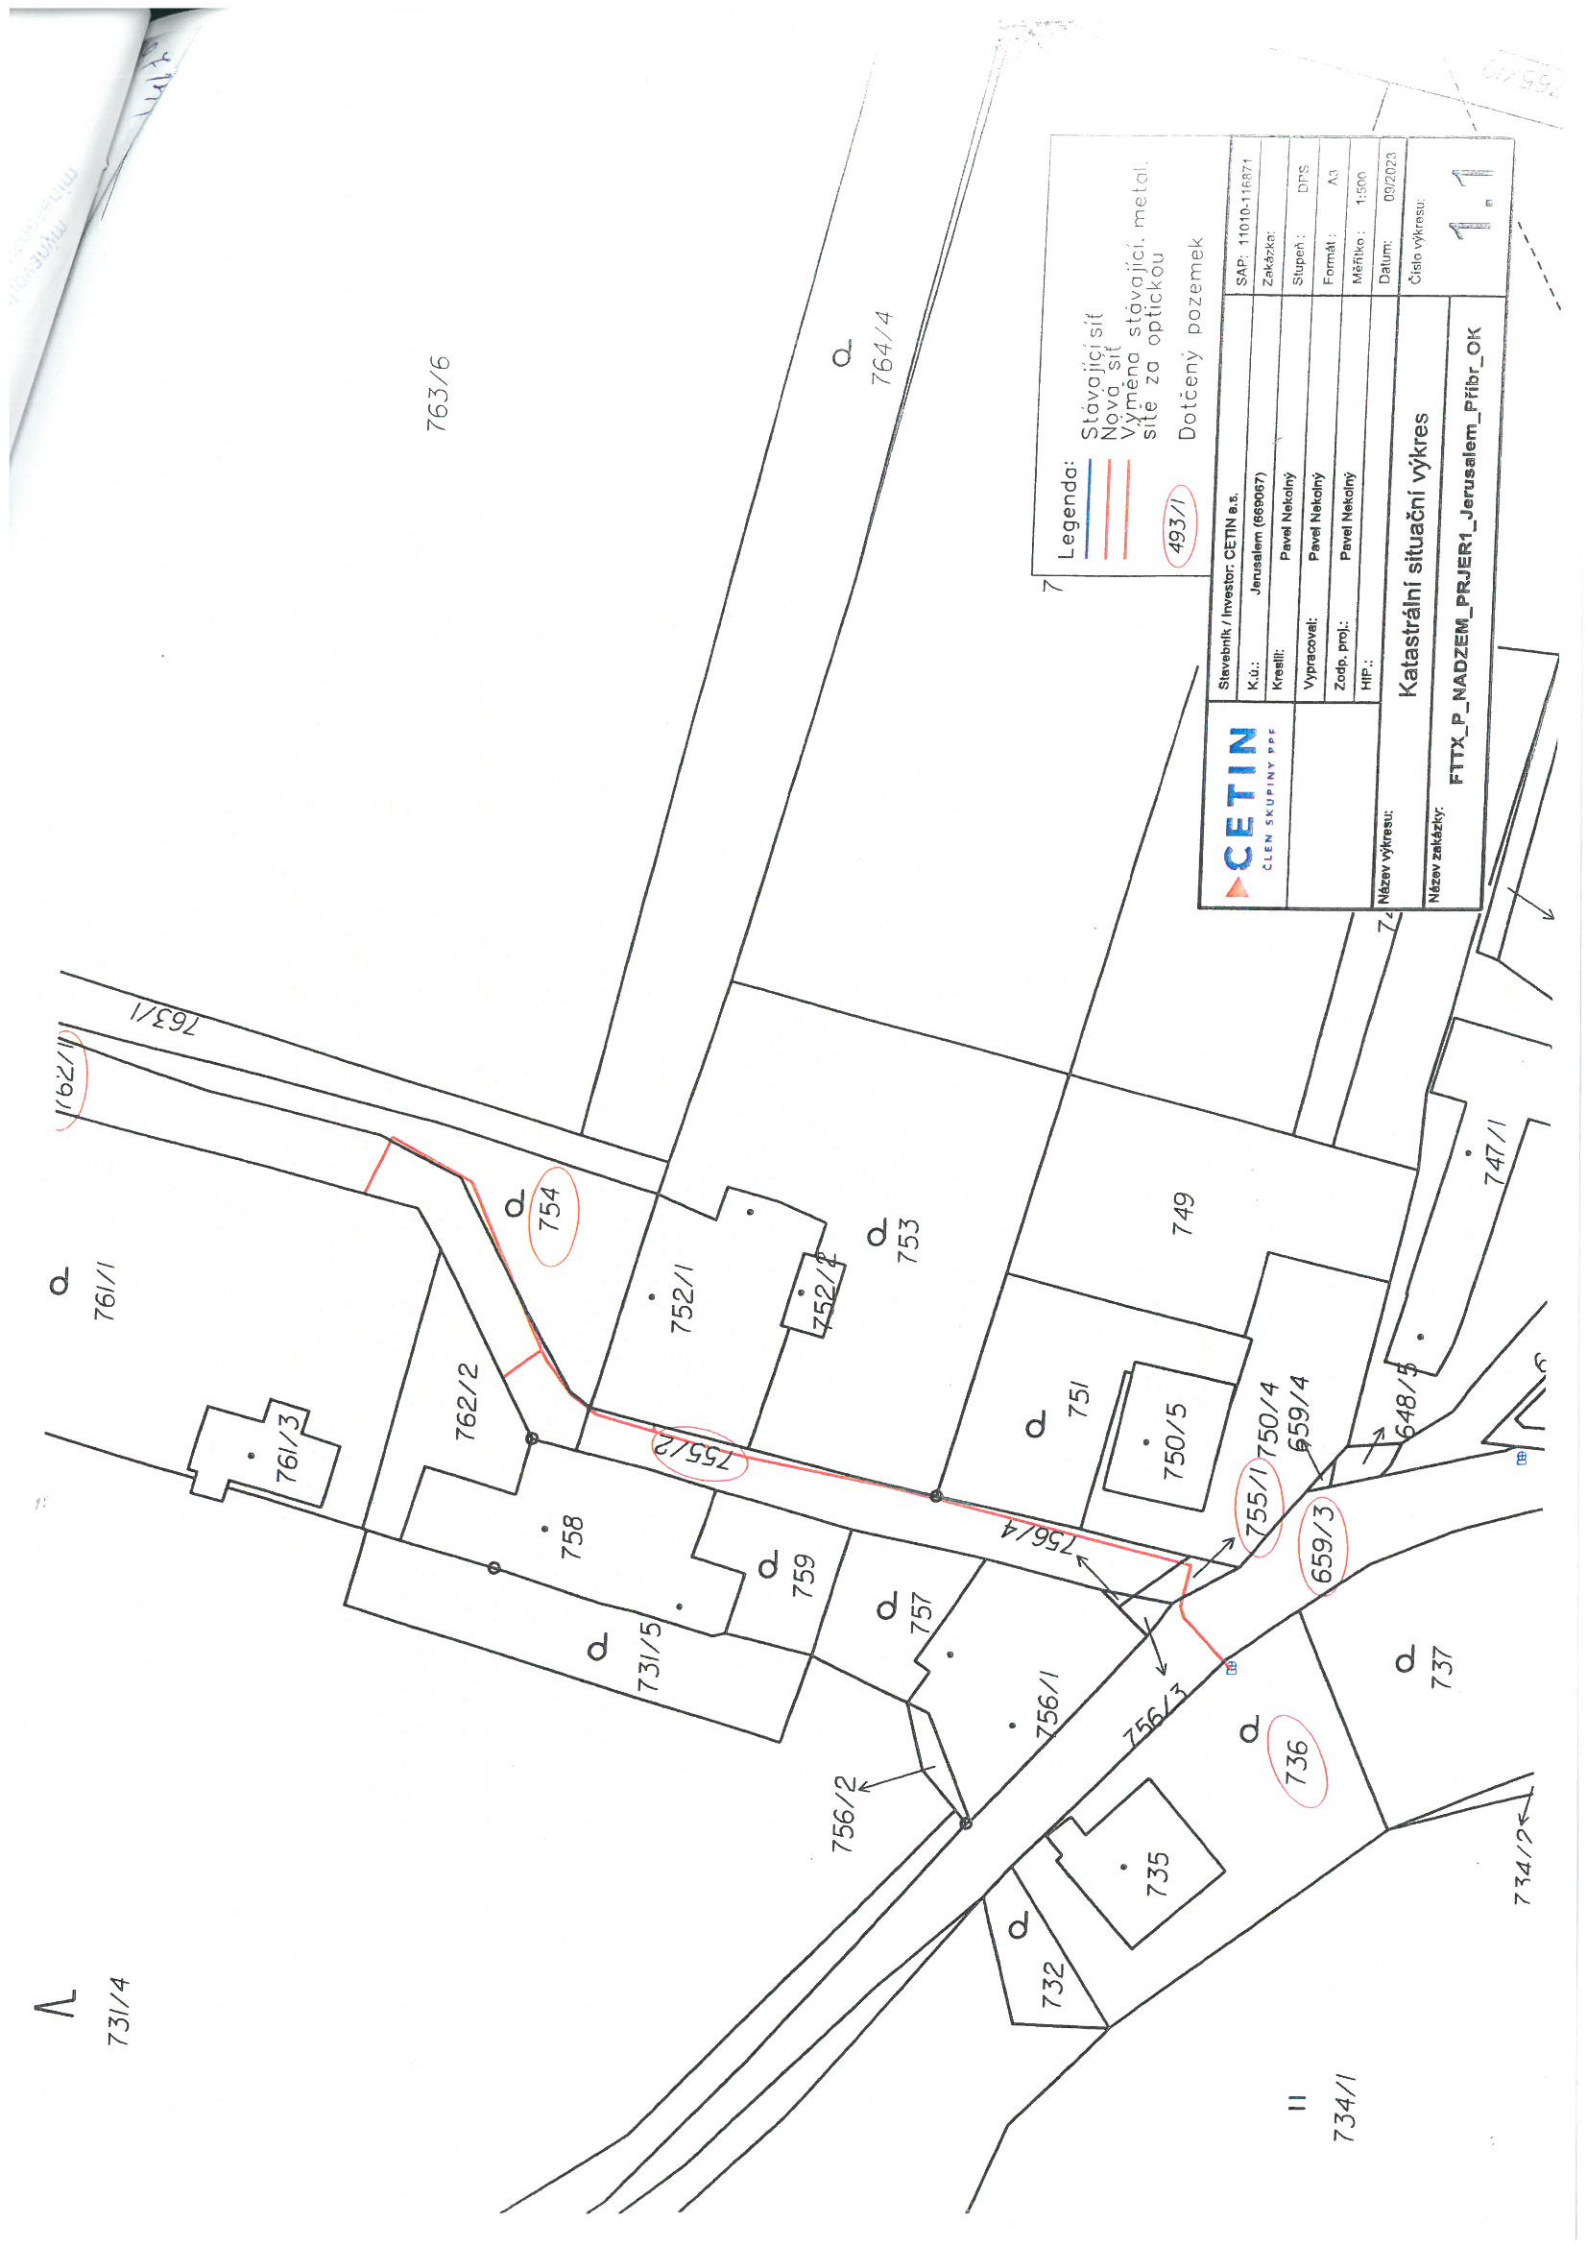 763/6
764/4
763/1
762/1
761/1
754
761/3
762/2
752/1
752/2
753
755/2
758
759
731/5
757
751
749
750/5
750/4
659/4
755/1
756/4
659/3
648/5
747/1
756/1
756/3
756/2
736
737
735
732
731/4
734/1
734/2
7
Legenda:
Stávající síť
Nová síť
Výměna stávající. metal.
sítě za optickou
493/1
Dotčený pozemek
CETIN
ČLEN SKUPINY PPF
Stavebník / Investor: CETIN a.s.
SAP: 11010-116871
K.ú.: Jerusalem (669067)
Zakázka:
Kreslil: Pavel Nekolný
Stupeň: DPS
Vypracoval: Pavel Nekolný
Formát: A3
Zodp. proj.: Pavel Nekolný
Měřítko: 1:500
HIP.:
Datum: 09/2023
Název výkresu:
Katastrální situační výkres
Číslo výkresu:
1.1
Název zakázky:
FTTX_P_NADZEM_PRJER1_Jerusalem_Příbr_OK